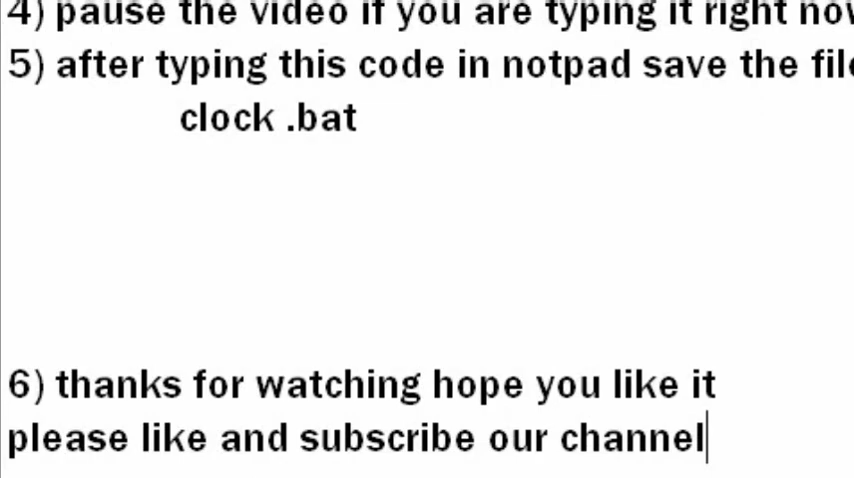 4) pause the video if you are typing it right
5) after typing this code in notpad save the
clock .bat
6) thanks for watching hope you like it
please like and subscribe our channel